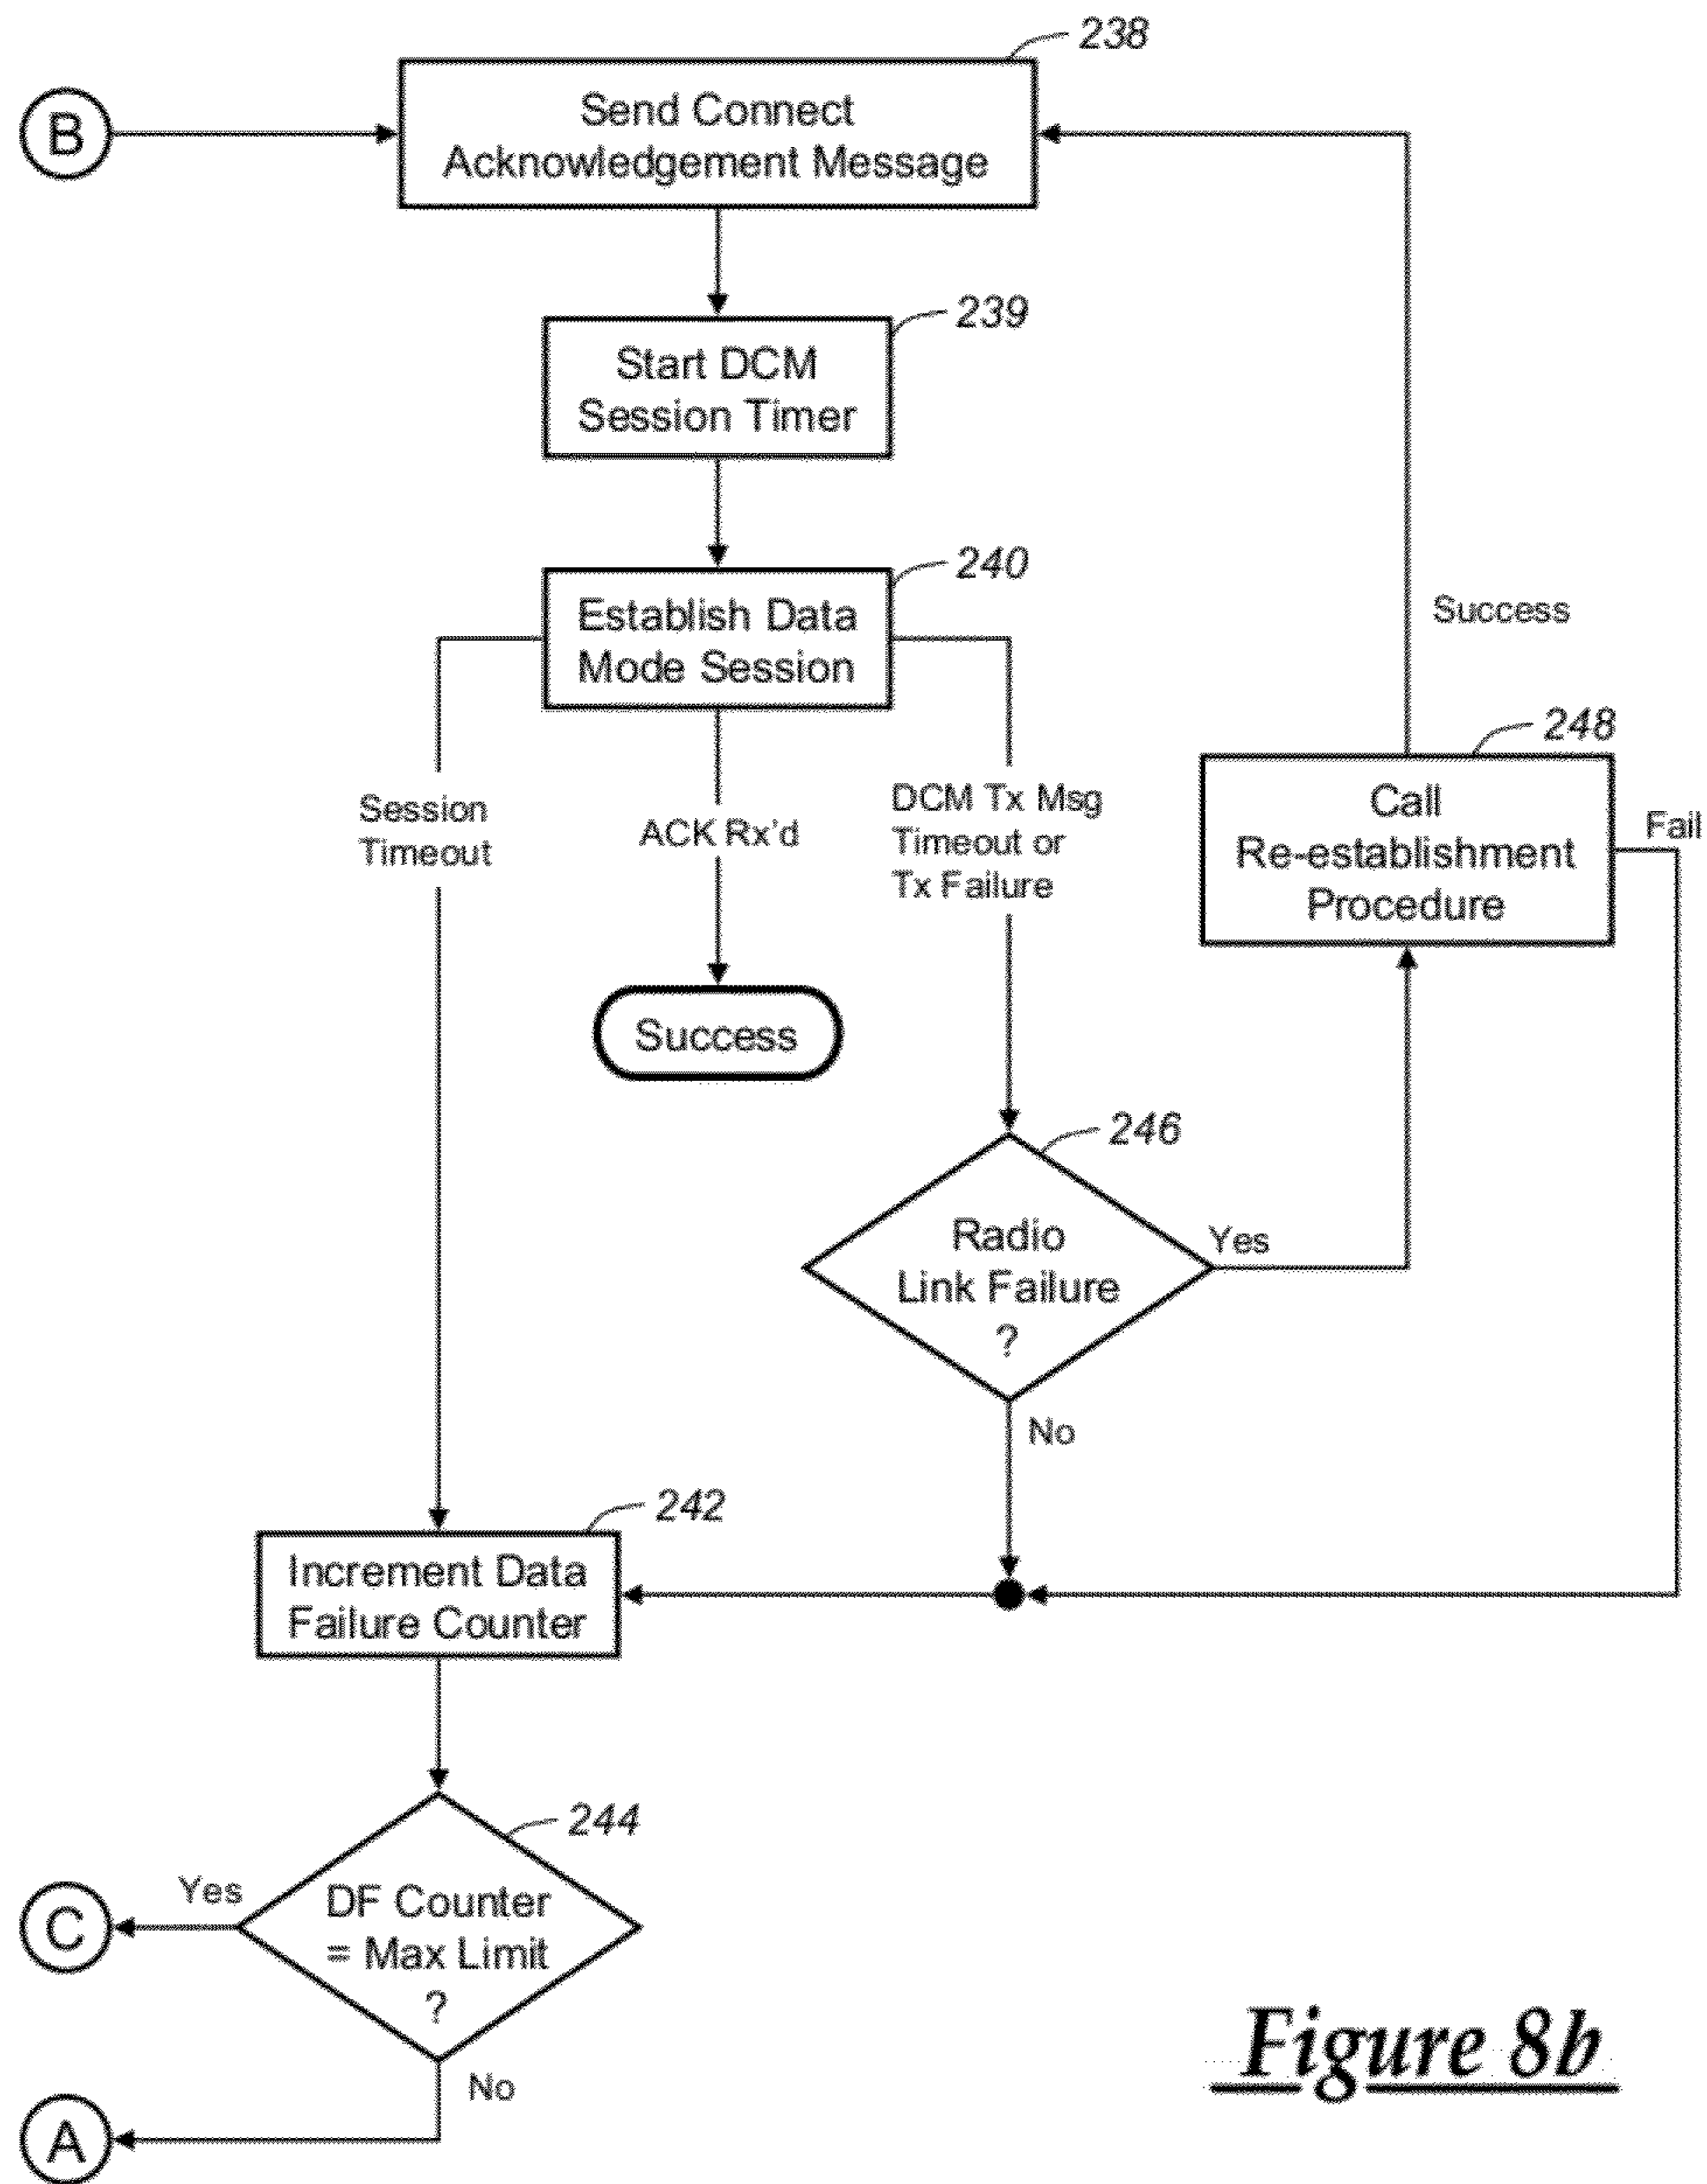 238
B
Send Connect
Acknowledgement Message
239
Start DCM
Session Timer
240
Establish Data
Mode Session
Success
248
Session
Timeout
ACK Rx'd
DCM Tx Msg
Timeout or
Tx Failure
Call
Re-establishment
Procedure
Fail
Success
246
Radio
Link Failure
?
Yes
No
242
Increment Data
Failure Counter
244
Yes
C
DF Counter
= Max Limit
?
No
A
Figure 8b